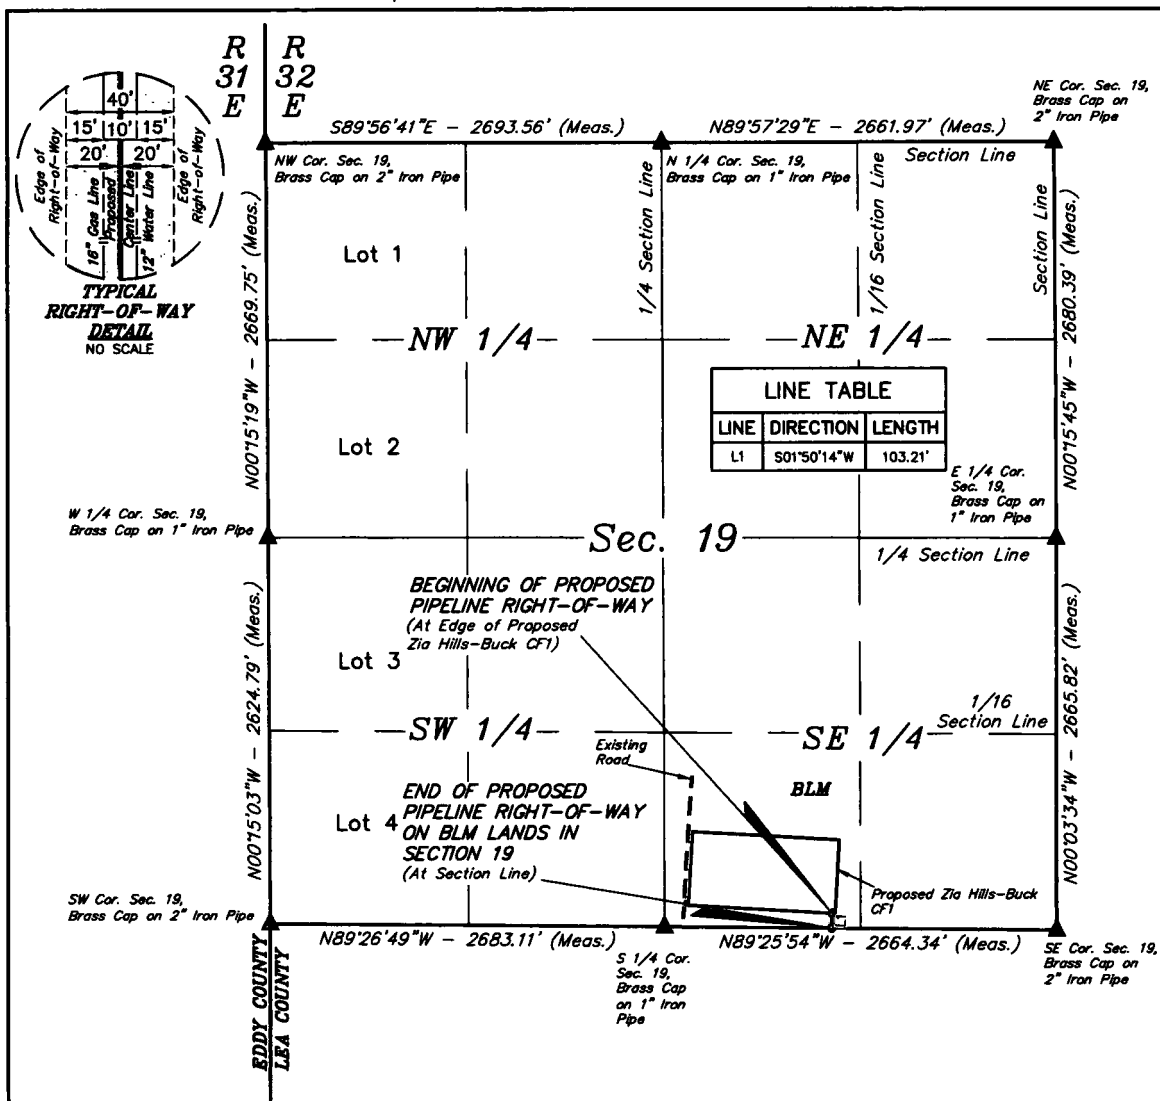 R
31
E
R
32
E
40'
15' 10' 15'
20' 20'
Edge of
Right-of-Way
16" Gas Line
Proposed
Center Line
12" Water Line
Edge of
Right-of-Way
TYPICAL
RIGHT-OF-WAY
DETAIL
NO SCALE
S89°56'41"E - 2693.56' (Meas.)
N89°57'29"E - 2661.97' (Meas.)
NE Cor. Sec. 19,
Brass Cap on
2" Iron Pipe
NW Cor. Sec. 19,
Brass Cap on 2" Iron Pipe
N 1/4 Cor. Sec. 19,
Brass Cap on 1" Iron Pipe
Section Line
N00°15'19"W - 2669.75' (Meas.)
1/4 Section Line
1/16 Section Line
Section Line
N00°15'45"W - 2680.39' (Meas.)
Lot 1
NW 1/4
NE 1/4
LINE TABLE
LINE DIRECTION LENGTH
L1 S01°50'14"W 103.21'
Lot 2
E 1/4 Cor.
Sec. 19,
Brass Cap on
1" Iron Pipe
W 1/4 Cor. Sec. 19,
Brass Cap on 1" Iron Pipe
Sec. 19
1/4 Section Line
BEGINNING OF PROPOSED
PIPELINE RIGHT-OF-WAY
(At Edge of Proposed
Zia Hills-Buck CF1)
N00°15'03"W - 2624.79' (Meas.)
N00°03'34"W - 2665.82' (Meas.)
Lot 3
1/16
Section Line
SW 1/4
SE 1/4
Existing
Road
BLM
END OF PROPOSED
PIPELINE RIGHT-OF-WAY
ON BLM LANDS IN
SECTION 19
(At Section Line)
Lot 4
Proposed Zia Hills-Buck
CF1
L1
SW Cor. Sec. 19,
Brass Cap on 2" Iron Pipe
N89°26'49"W - 2683.11' (Meas.)
N89°25'54"W - 2664.34' (Meas.)
S 1/4 Cor.
Sec. 19,
Brass Cap
on 1" Iron
Pipe
SE Cor. Sec. 19,
Brass Cap on
2" Iron Pipe
EDDY COUNTY
LEA COUNTY